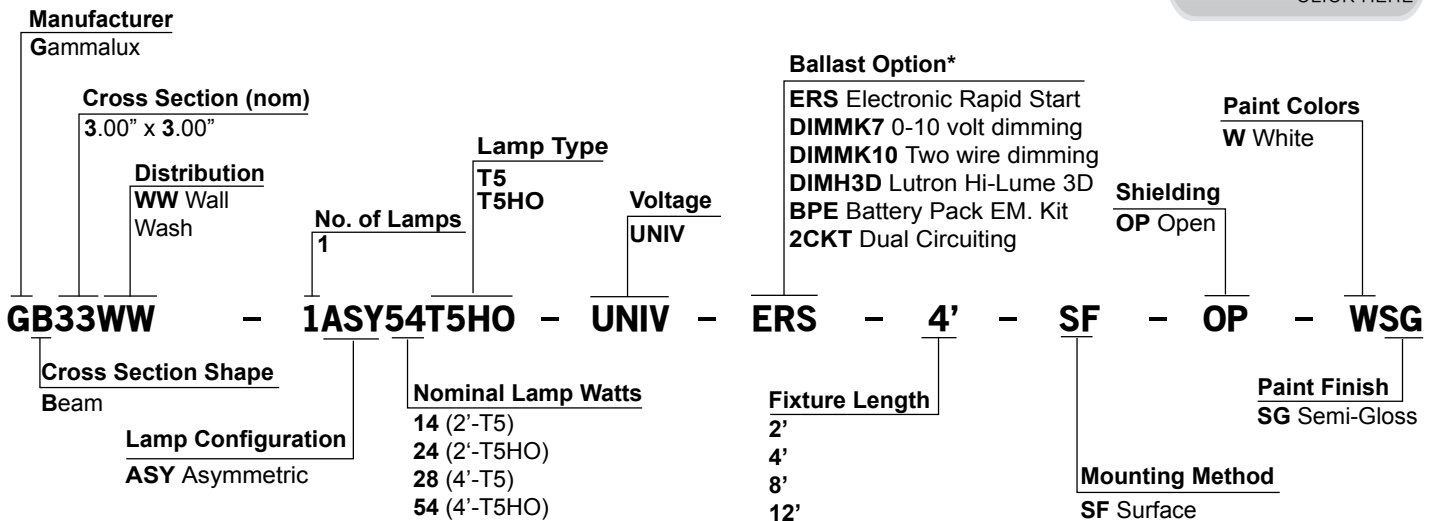 CLICK HERE
Manufacturer
Gammalux
Cross Section (nom)
3.00” x 3.00”
Distribution
WW Wall
Wash
No. of Lamps
1
Lamp Type
T5
T5HO
Voltage
UNIV
Ballast Option*
ERS Electronic Rapid Start
DIMMK7 0-10 volt dimming
DIMMK10 Two wire dimming
DIMH3D Lutron Hi-Lume 3D
BPE Battery Pack EM. Kit
2CKT Dual Circuiting
Shielding
OP Open
Paint Colors
W White
GB33WW – 1ASY54T5HO – UNIV – ERS – 4' – SF – OP – WSG
Cross Section Shape
Beam
Lamp Configuration
ASY Asymmetric
Nominal Lamp Watts
14 (2’-T5)
24 (2‘-T5HO)
28 (4’-T5)
54 (4’-T5HO)
Fixture Length
2’
4’
8’
12’
Mounting Method
SF Surface
Paint Finish
SG Semi-Gloss